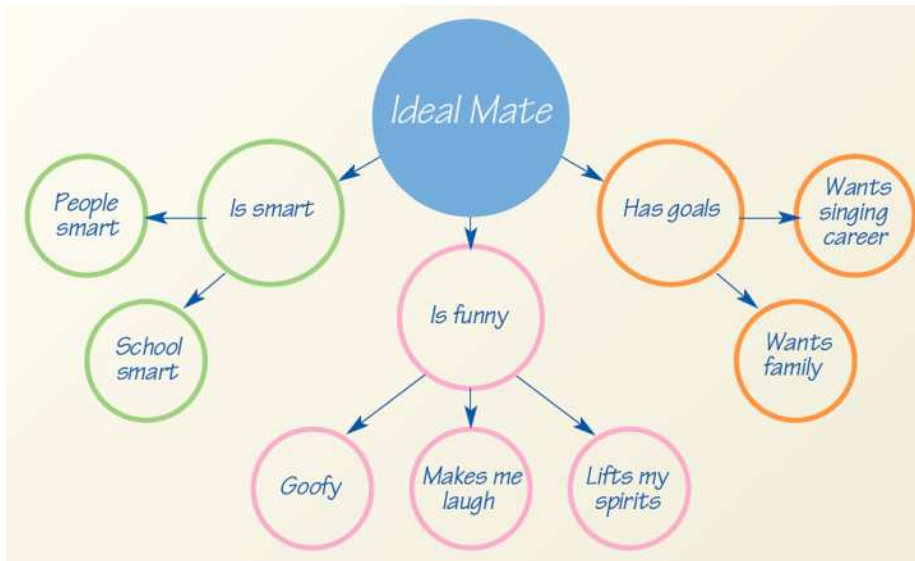 Ideal Mate
People
smart
Is smart
School
smart
Is funny
Goofy
Makes me
laugh
Lifts my
spirits
Has goals
Wants
singing
career
Wants
family